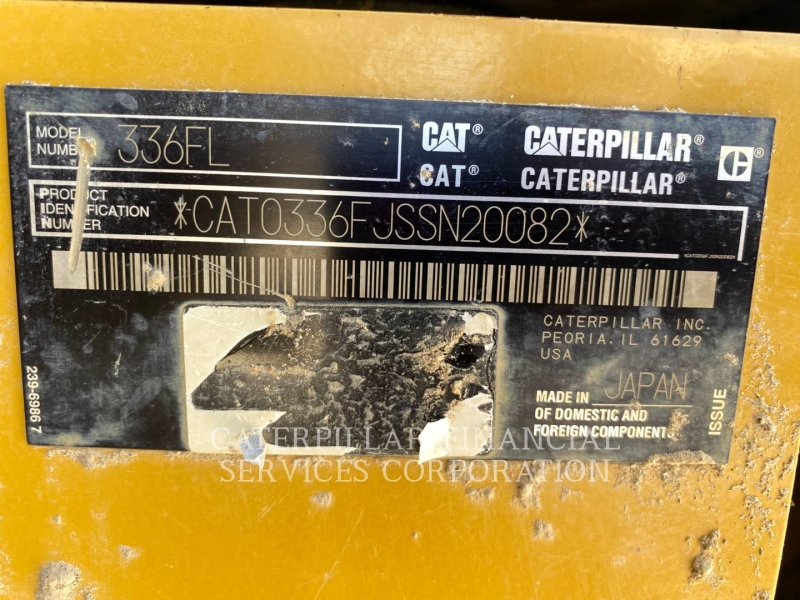 MODEL
NUMBER 336FL
CAT® CATERPILLAR®
CAT® CATERPILLAR®
C®
PRODUCT
IDENTIFICATION
NUMBER
*CAT0336FJSSN20082*
*CAT0336FJSSN20082*
CATERPILLAR INC.
PEORIA, IL 61629
USA
MADE IN JAPAN
OF DOMESTIC AND
FOREIGN COMPONENTS
ISSUE
239-6986 7
CATERPILLAR FINANCIAL
SERVICES CORPORATION